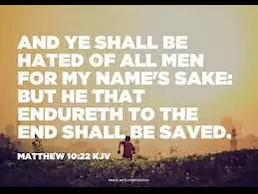 AND YE SHALL BE
HATED OF ALL MEN
FOR MY NAME'S SAKE:
BUT HE THAT
ENDURETH TO THE
END SHALL BE SAVED.
MATTHEW 10:22 KJV